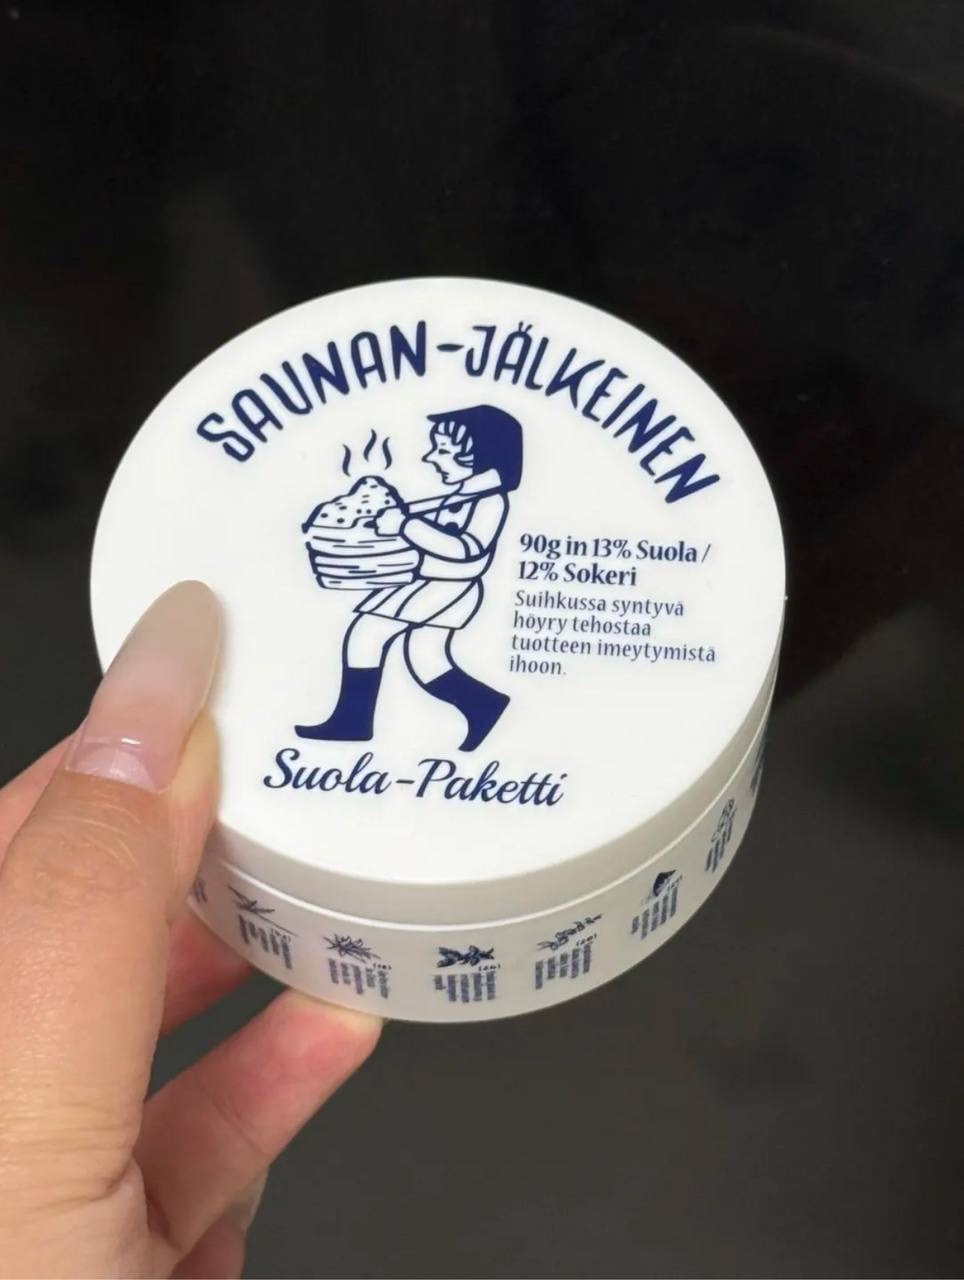 SAUNAN-JÄLKEINEN
90g in 13% Suola /
12% Sokeri
Suihkussa syntyvä
höyry tehostaa
tuotteen imeytymistä
ihoon.
Suola-Paketti